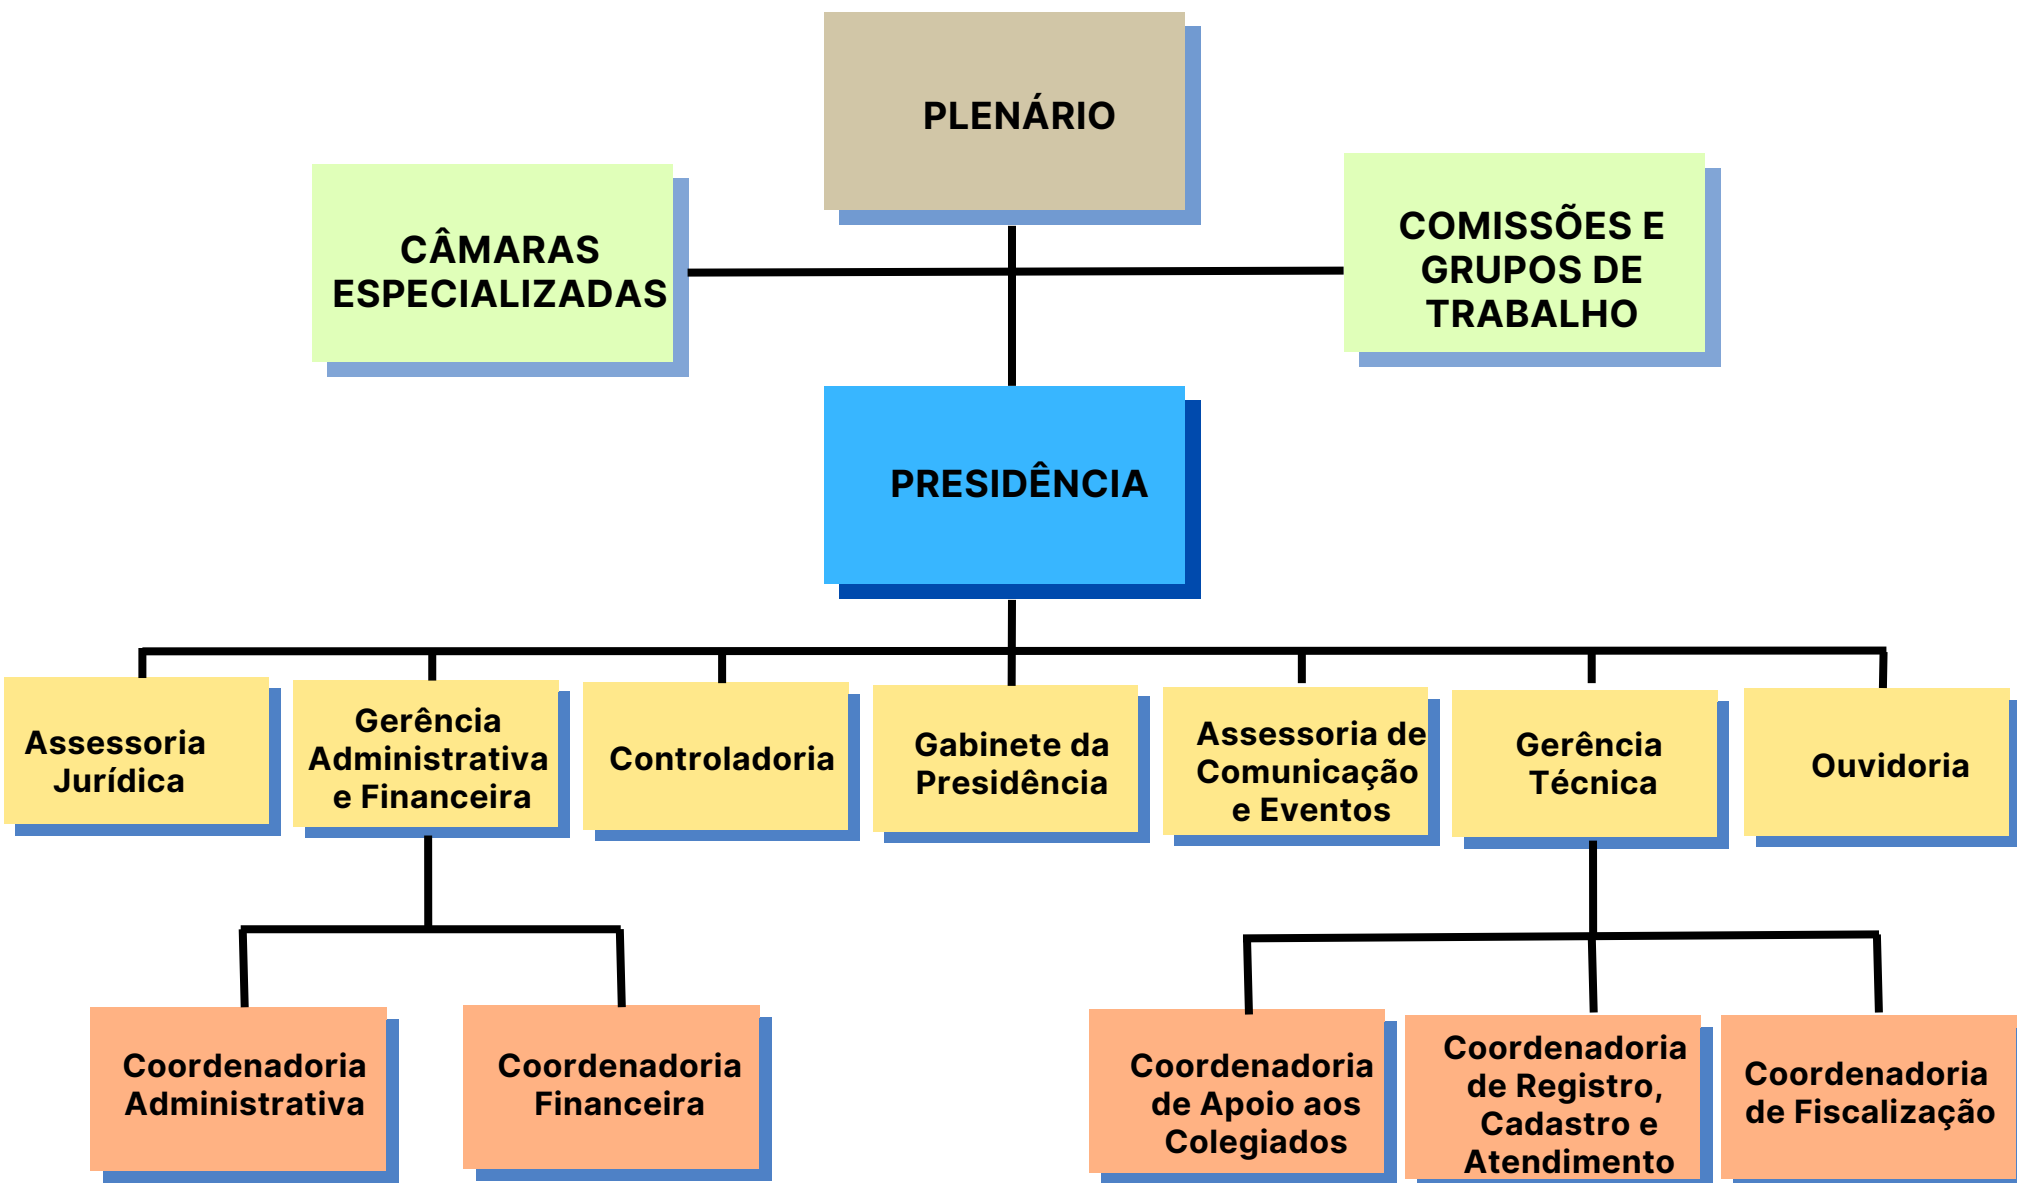 PLENÁRIO
CÂMARAS
ESPECIALIZADAS
COMISSÕES E
GRUPOS DE
TRABALHO
PRESIDÊNCIA
Assessoria
Jurídica
Gerência
Administrativa
e Financeira
Controladoria
Gabinete da
Presidência
Assessoria de
Comunicação
e Eventos
Gerência
Técnica
Ouvidoria
Coordenadoria
Administrativa
Coordenadoria
Financeira
Coordenadoria
de Apoio aos
Colegiados
Coordenadoria
de Registro,
Cadastro e
Atendimento
Coordenadoria
de Fiscalização